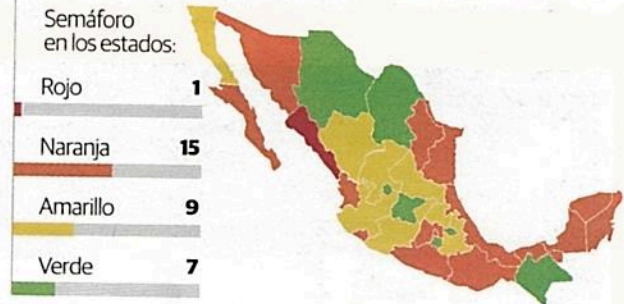 Semáforo
en los estados:
Rojo 1
Naranja 15
Amarillo 9
Verde 7